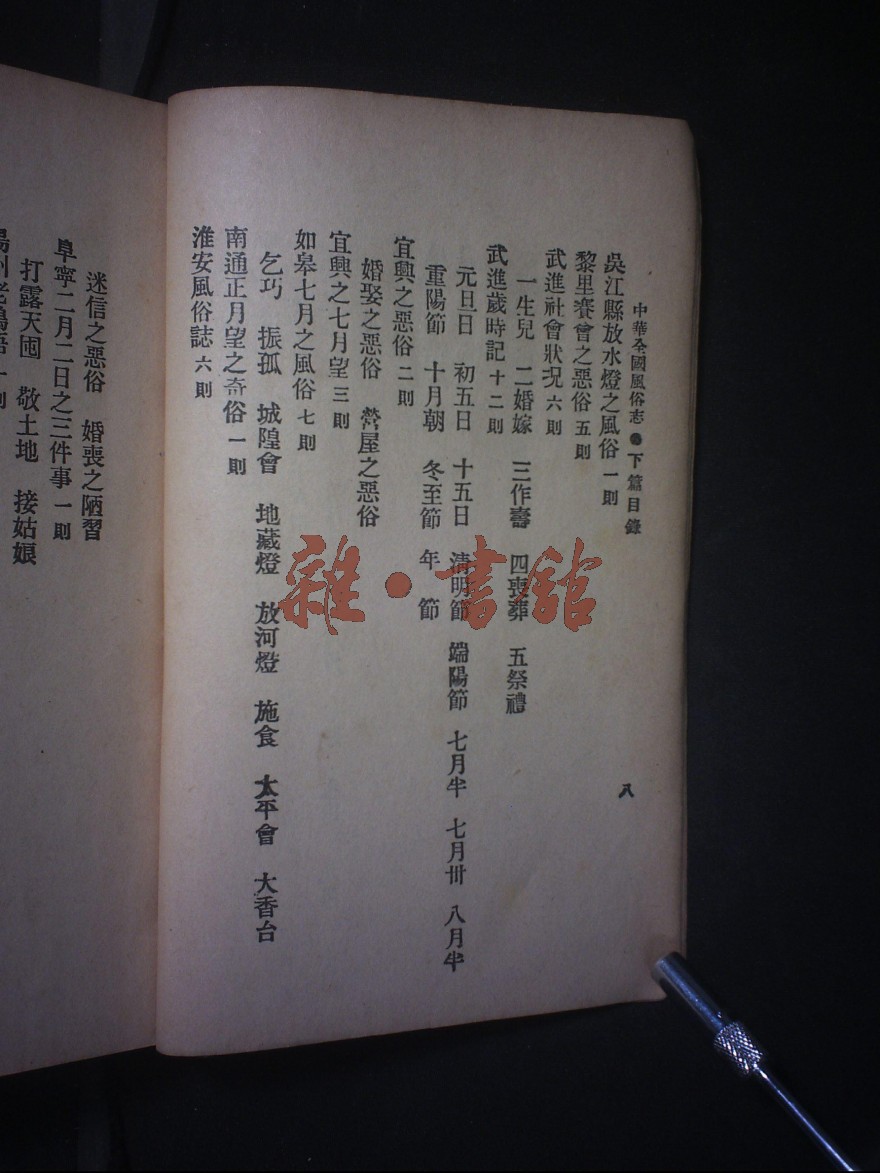 中華全國風俗志 卷 下篇目錄 八
吳江縣放水燈之風俗 一則
黎里賽會之惡俗 五則
武進社會狀況 六則
一生兒 二婚嫁 三作壽 四喪葬 五祭禮
武進歲時記 十二則
元旦日 初五日 十五日 清明節 端陽節 七月半 七月卅 八月半
重陽節 十月朝 冬至節 年節
宜興之惡俗 二則
婚娶之惡俗 營屋之惡俗
宜興之七月望 三則
如皋七月之風俗 七則
乞巧 振孤 城隍會 地藏燈 放河燈 施食 太平會 大香台
南通正月望之奇俗 一則
淮安風俗誌 六則
迷信之惡俗 婚喪之陋習
阜寧二月二日之三件事 一則
打露天囤 敬土地 接姑娘
一則
雜·書館